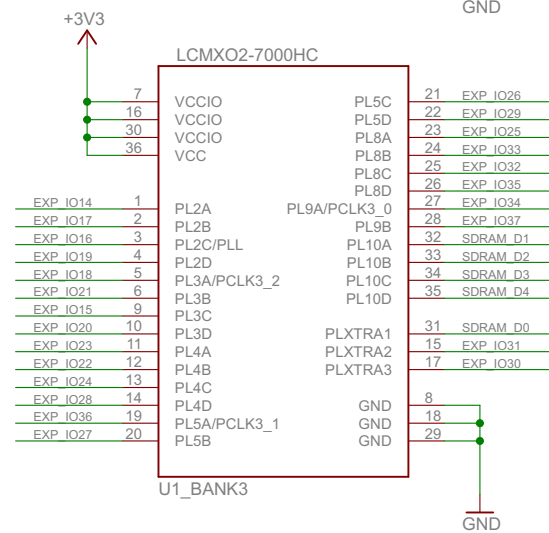 GND
+3V3
LCMXO2-7000HC
7 VCCIO PL5C 21 EXP_IO26
16 VCCIO PL5D 22 EXP_IO29
30 VCCIO PL8A 23 EXP_IO25
36 VCC PL8B 24 EXP_IO33
PL8C 25 EXP_IO32
PL8D 26 EXP_IO35
EXP_IO14 1 PL2A PL9A/PCLK3_0 27 EXP_IO34
EXP_IO17 2 PL2B PL9B 28 EXP_IO37
EXP_IO16 3 PL2C/PLL PL10A 32 SDRAM_D1
EXP_IO19 4 PL2D PL10B 33 SDRAM_D2
EXP_IO18 5 PL3A/PCLK3_2 PL10C 34 SDRAM_D3
EXP_IO21 6 PL3B PL10D 35 SDRAM_D4
EXP_IO15 9 PL3C
EXP_IO20 10 PL3D PLXTRA1 31 SDRAM_D0
EXP_IO23 11 PL4A PLXTRA2 15 EXP_IO31
EXP_IO22 12 PL4B PLXTRA3 17 EXP_IO30
EXP_IO24 13 PL4C
EXP_IO28 14 PL4D GND 8
EXP_IO36 19 PL5A/PCLK3_1 GND 18
EXP_IO27 20 PL5B GND 29
U1_BANK3
GND